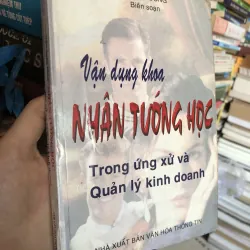 Biên soạn
Vận dụng khoa
NHÂN TƯỚNG HỌC
Trong ứng xử và
Quản lý kinh doanh
NHÀ XUẤT BẢN VĂN HÓA THÔNG TIN